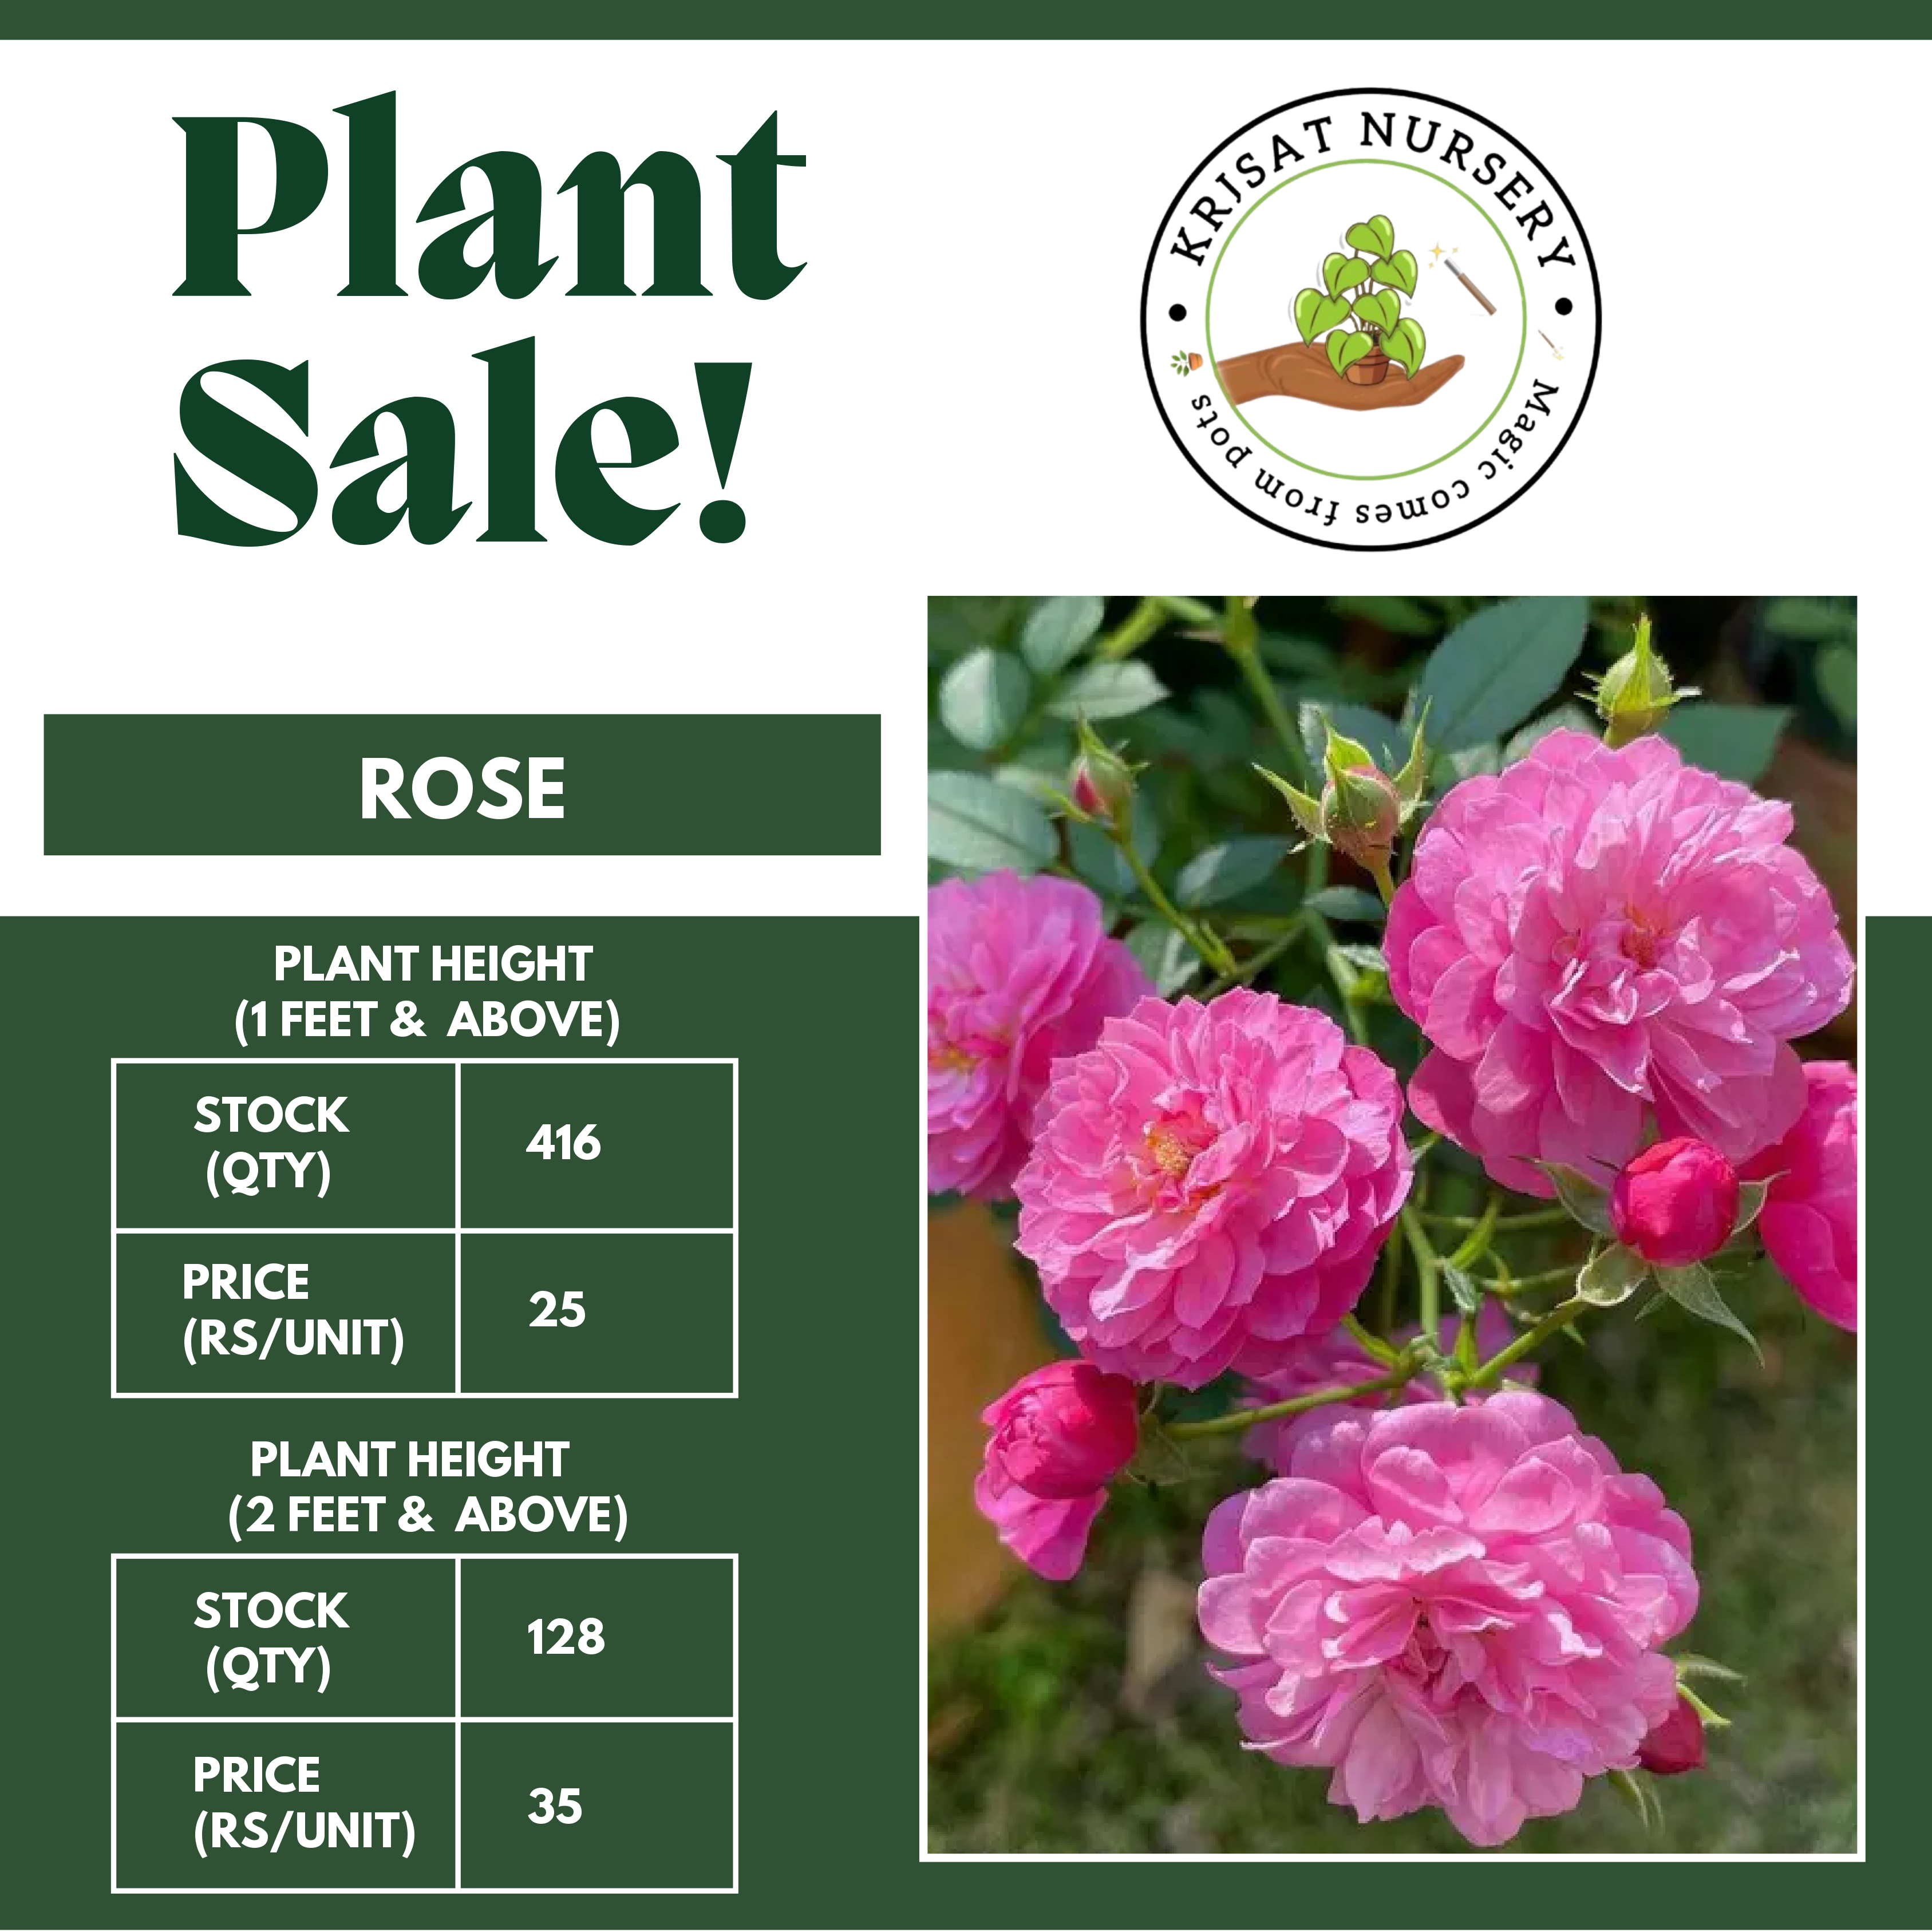 Plant
Sale!
KRISAT NURSERY
Magic comes from pots
ROSE
PLANT HEIGHT
(1 FEET & ABOVE)
STOCK
(QTY)
416
PRICE
(RS/UNIT)
25
PLANT HEIGHT
(2 FEET & ABOVE)
STOCK
(QTY)
128
PRICE
(RS/UNIT)
35